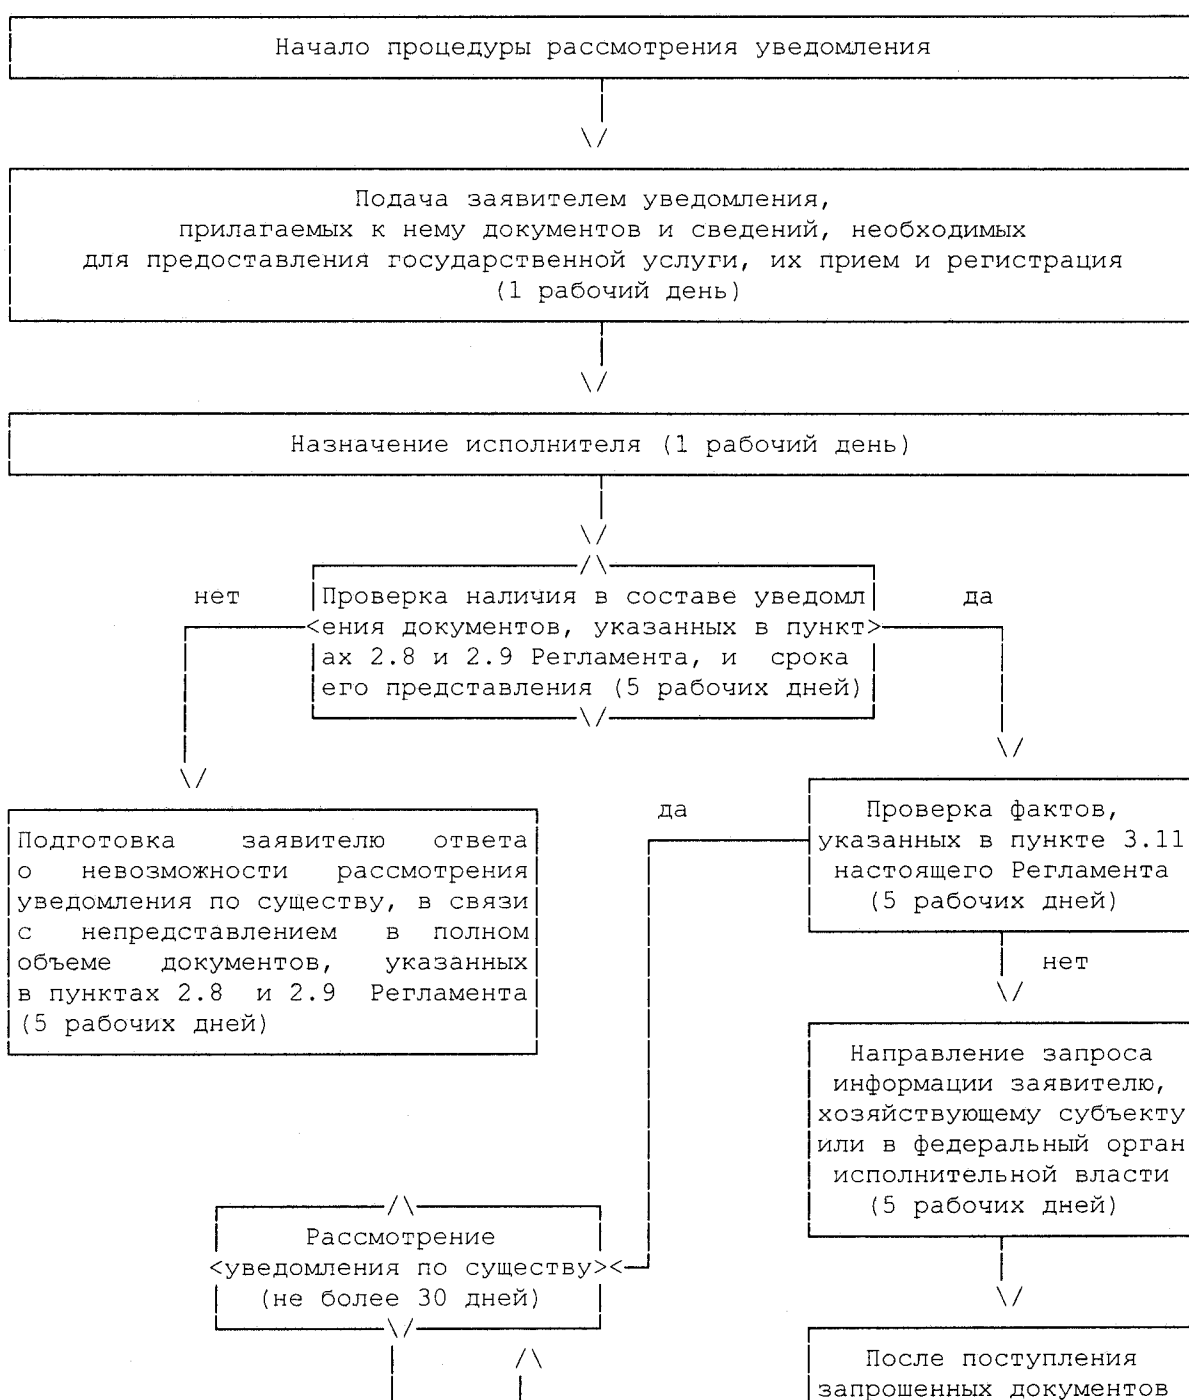 Начало процедуры рассмотрения уведомления
Подача заявителем уведомления,
прилагаемых к нему документов и сведений, необходимых
для предоставления государственной услуги, их прием и регистрация
(1 рабочий день)
Назначение исполнителя (1 рабочий день)
нет
Проверка наличия в составе уведомл
ения документов, указанных в пункт
ах 2.8 и 2.9 Регламента, и срока
его представления (5 рабочих дней)
да
Подготовка заявителю ответа
о невозможности рассмотрения
уведомления по существу, в связи
с непредставлением в полном
объеме документов, указанных
в пунктах 2.8 и 2.9 Регламента
(5 рабочих дней)
да
Проверка фактов,
указанных в пункте 3.11
настоящего Регламента
(5 рабочих дней)
нет
Направление запроса
информации заявителю,
хозяйствующему субъекту
или в федеральный орган
исполнительной власти
(5 рабочих дней)
Рассмотрение
уведомления по существу
(не более 30 дней)
После поступления
запрошенных документов